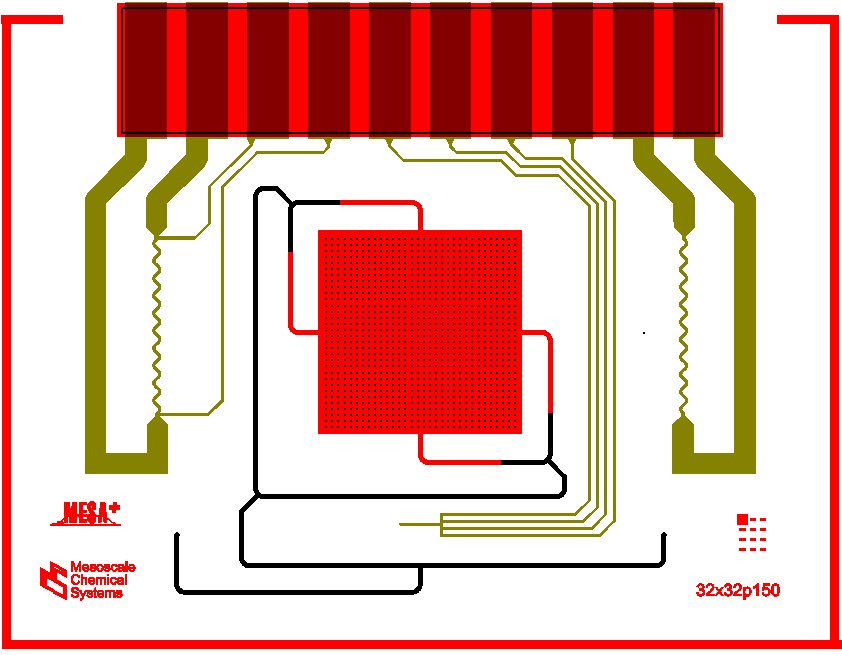 MESA+
Mesoscale
Chemical
Systems
32x32p150